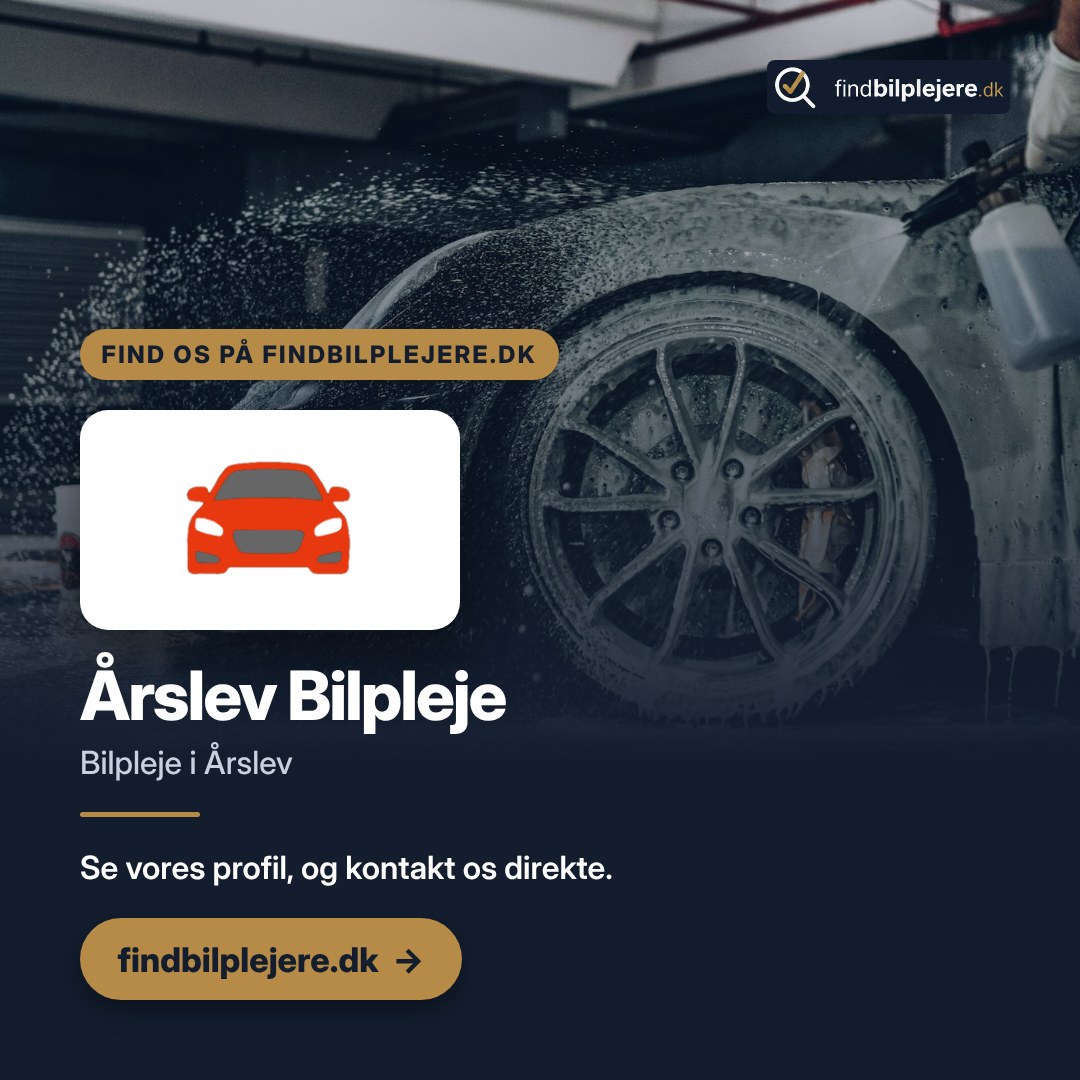 findbilplejere.dk
FIND OS PÅ FINDBILPLEJERE.DK
Årslev Bilpleje
Bilpleje i Årslev
Se vores profil, og kontakt os direkte.
findbilplejere.dk →